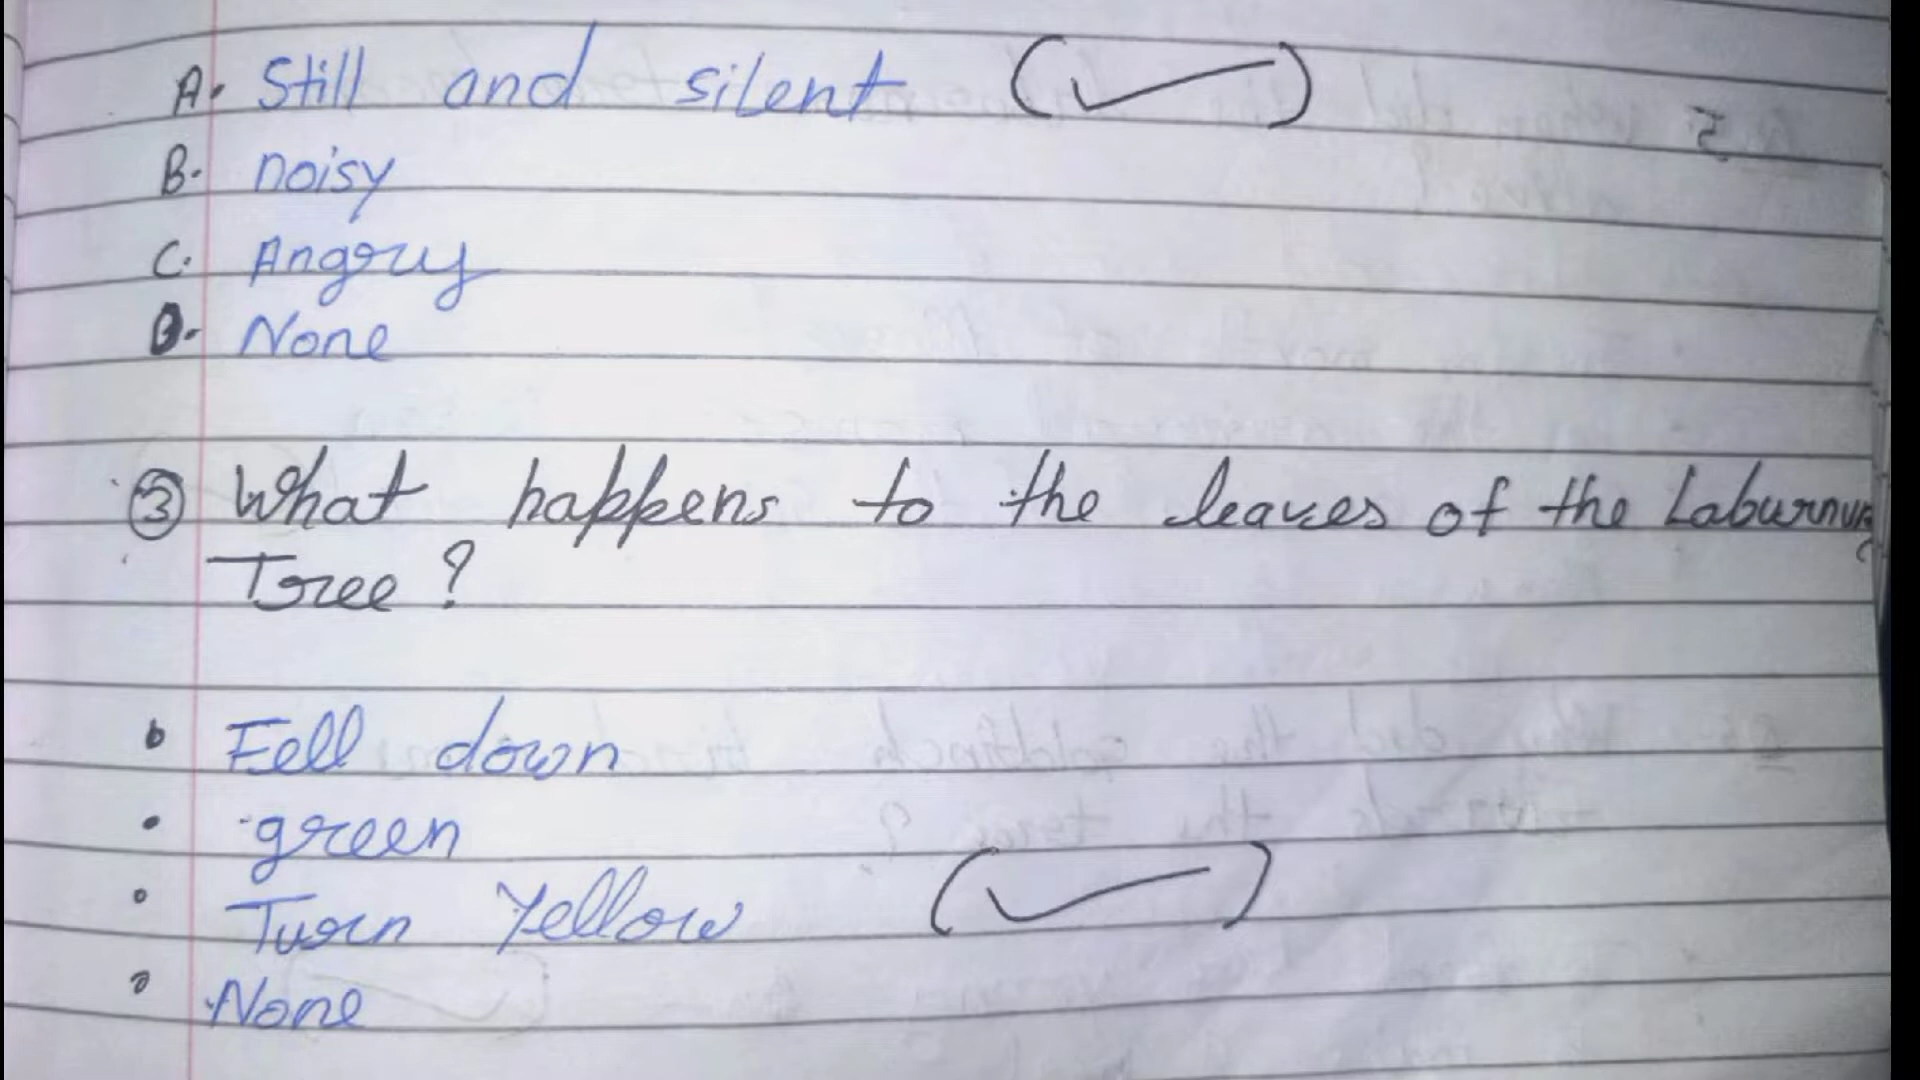 A. Still and silent (✓)
B. noisy
C. Angry
D. None
③ What happens to the leaves of the Laburnum
Tree?
Fell down
green
Turn Yellow (✓)
None